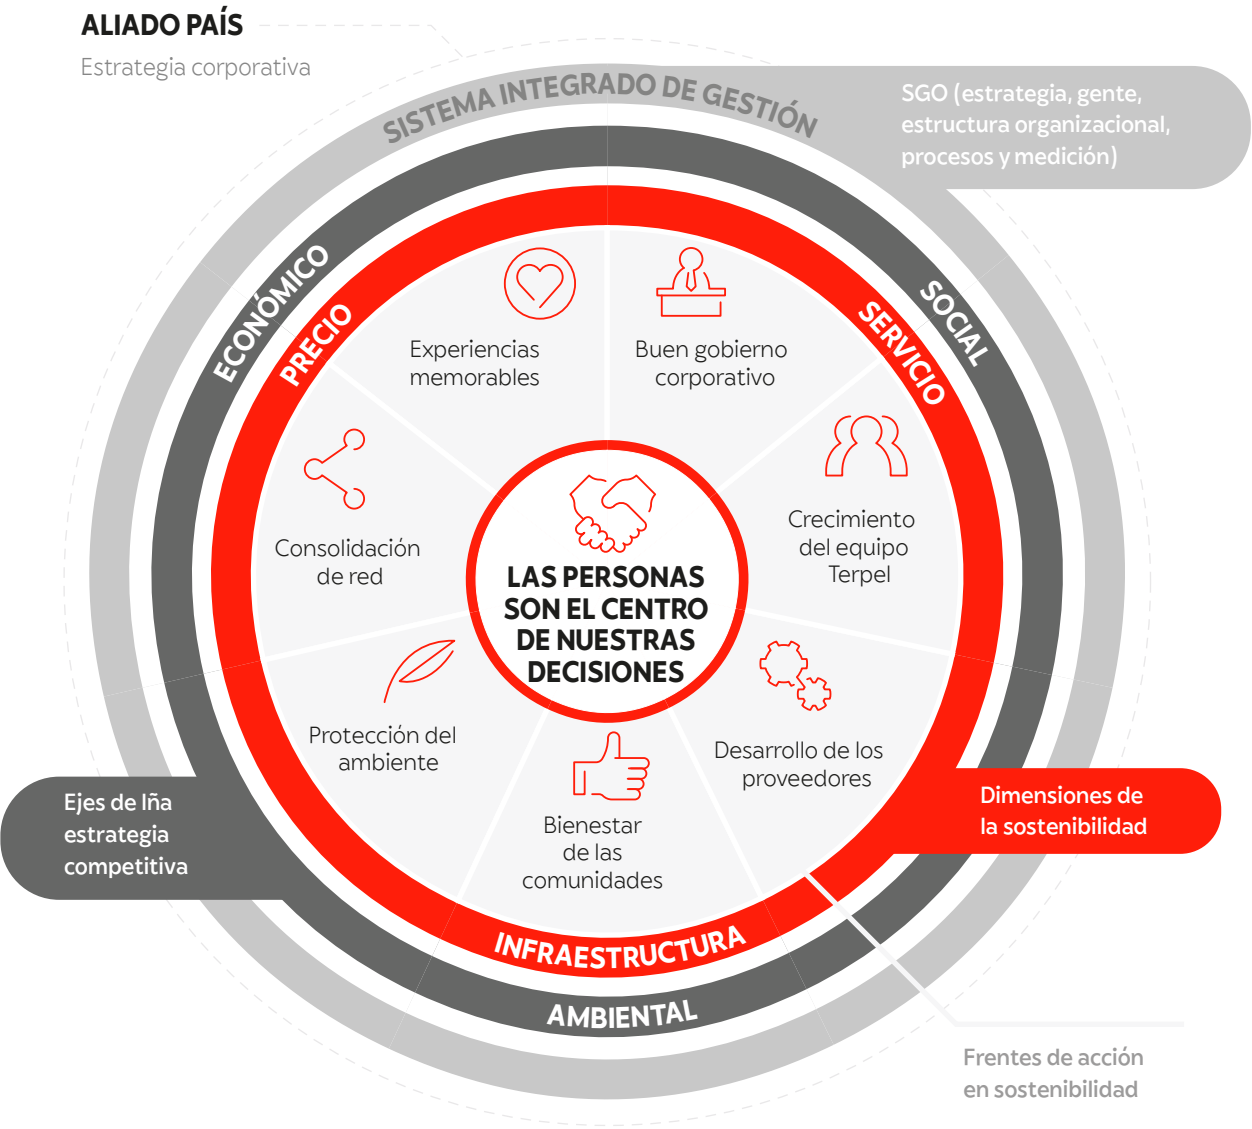 ALIADO PAÍS
Estrategia corporativa
SISTEMA INTEGRADO DE GESTIÓN
SGO (estrategia, gente,
estructura organizacional,
procesos y medición)
ECONÓMICO
SOCIAL
PRECIO
SERVICIO
Experiencias
memorables
Buen gobierno
corporativo
Consolidación
de red
Crecimiento
del equipo
Terpel
LAS PERSONAS
SON EL CENTRO
DE NUESTRAS
DECISIONES
Protección del
ambiente
Desarrollo de los
proveedores
Bienestar
de las
comunidades
Ejes de lña
estrategia
competitiva
Dimensiones de
la sostenibilidad
INFRAESTRUCTURA
AMBIENTAL
Frentes de acción
en sostenibilidad